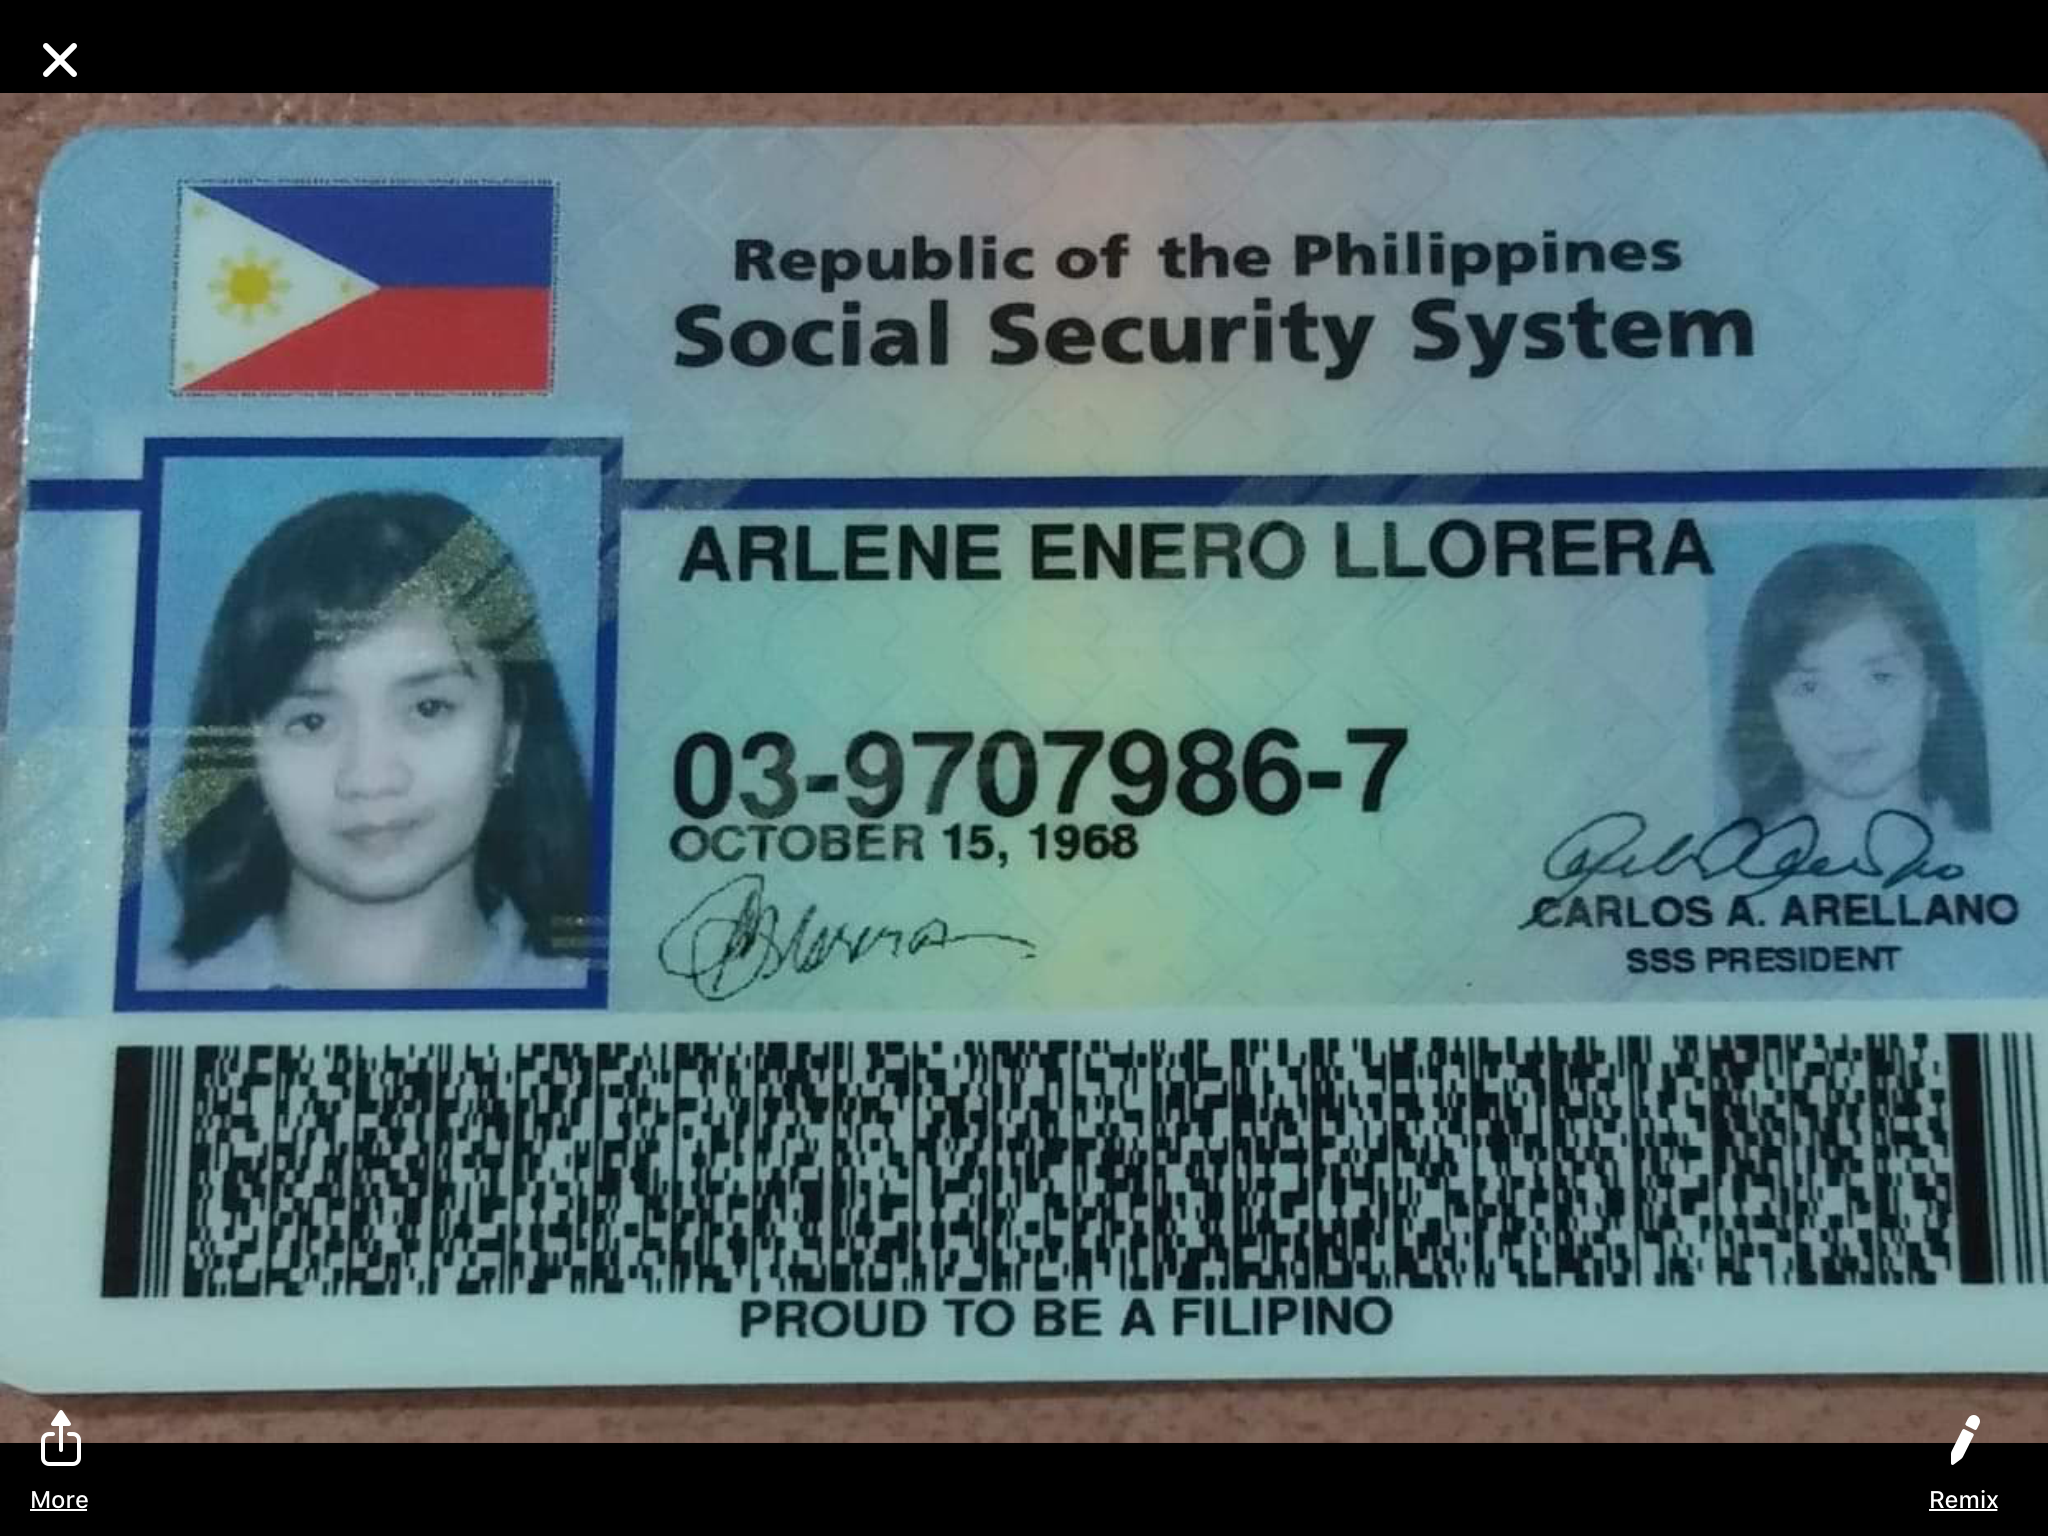 Republic of the Philippines
Social Security System
ARLENE ENERO LLORERA
03-9707986-7
OCTOBER 15, 1968
CARLOS A. ARELLANO
SSS PRESIDENT
PROUD TO BE A FILIPINO
More
Remix